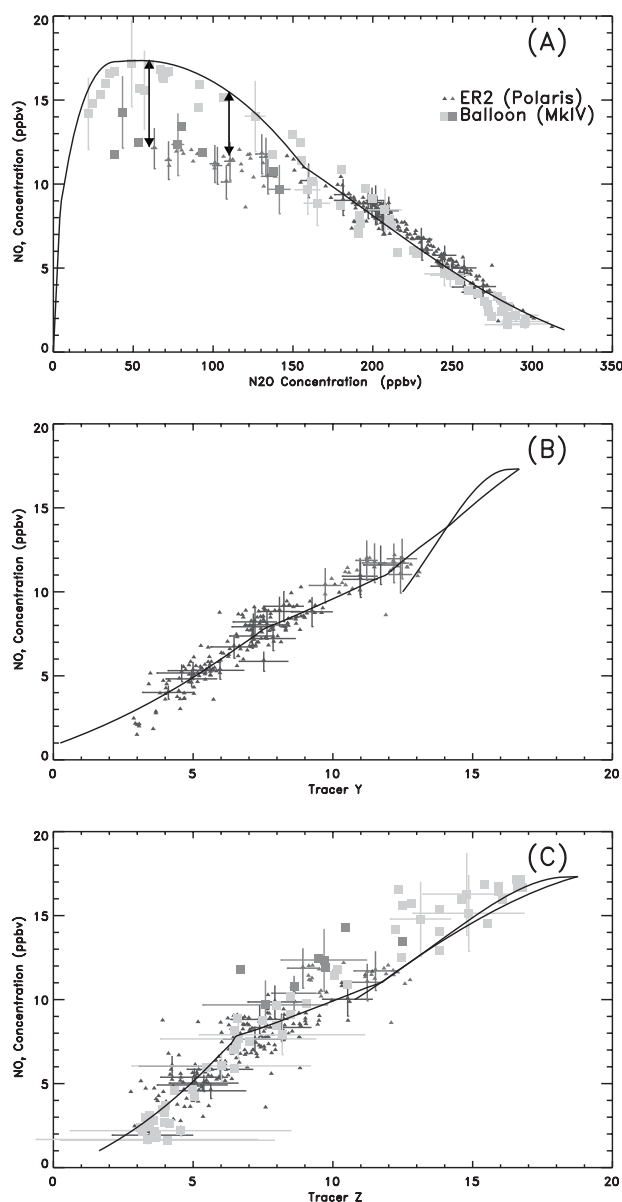 20
15
10
5
0
NOy Concentration (ppbv)
(A)
ER2 (Polaris)
Balloon (MkIV)
0 50 100 150 200 250 300 350
N2O Concentration (ppbv)
20
15
10
5
0
NOy Concentration (ppbv)
(B)
0 5 10 15 20
Tracer Y
20
15
10
5
0
NOy Concentration (ppbv)
(C)
0 5 10 15 20
Tracer Z